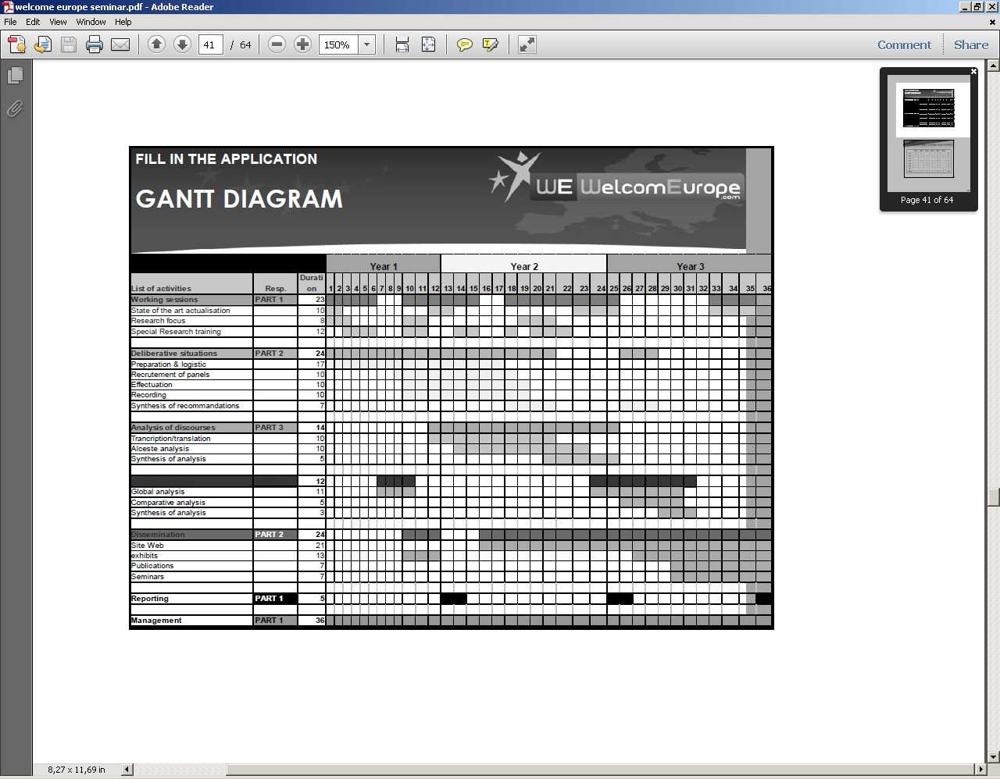 welcome europe seminar.pdf - Adobe Reader
File Edit View Window Help
41 / 64 150% Comment Share
Page 41 of 64
FILL IN THE APPLICATION
GANTT DIAGRAM
WE WelcomEurope
.com
Year 1 Year 2 Year 3
List of activities Resp. Durati on 1 2 3 4 5 6 7 8 9 10 11 12 13 14 15 16 17 18 19 20 21 22 23 24 25 26 27 28 29 30 31 32 33 34 35 36
Working sessions PART 1 23
State of the art actualisation 10
Research focus 8
Special Research training 12
Deliberative situations PART 2 24
Preparation & logistic 17
Recrutement of panels 10
Effectuation 10
Recording 10
Synthesis of recommandations 7
Analysis of discourses PART 3 14
Trancription/translation 10
Alceste analysis 10
Synthesis of analysis 5
12
Global analysis 11
Comparative analysis 5
Synthesis of analysis 3
Dissemination PART 2 24
Site Web 21
exhibits 13
Publications 7
Seminars 7
Reporting PART 1 5
Management PART 1 36
8,27 x 11,69 in